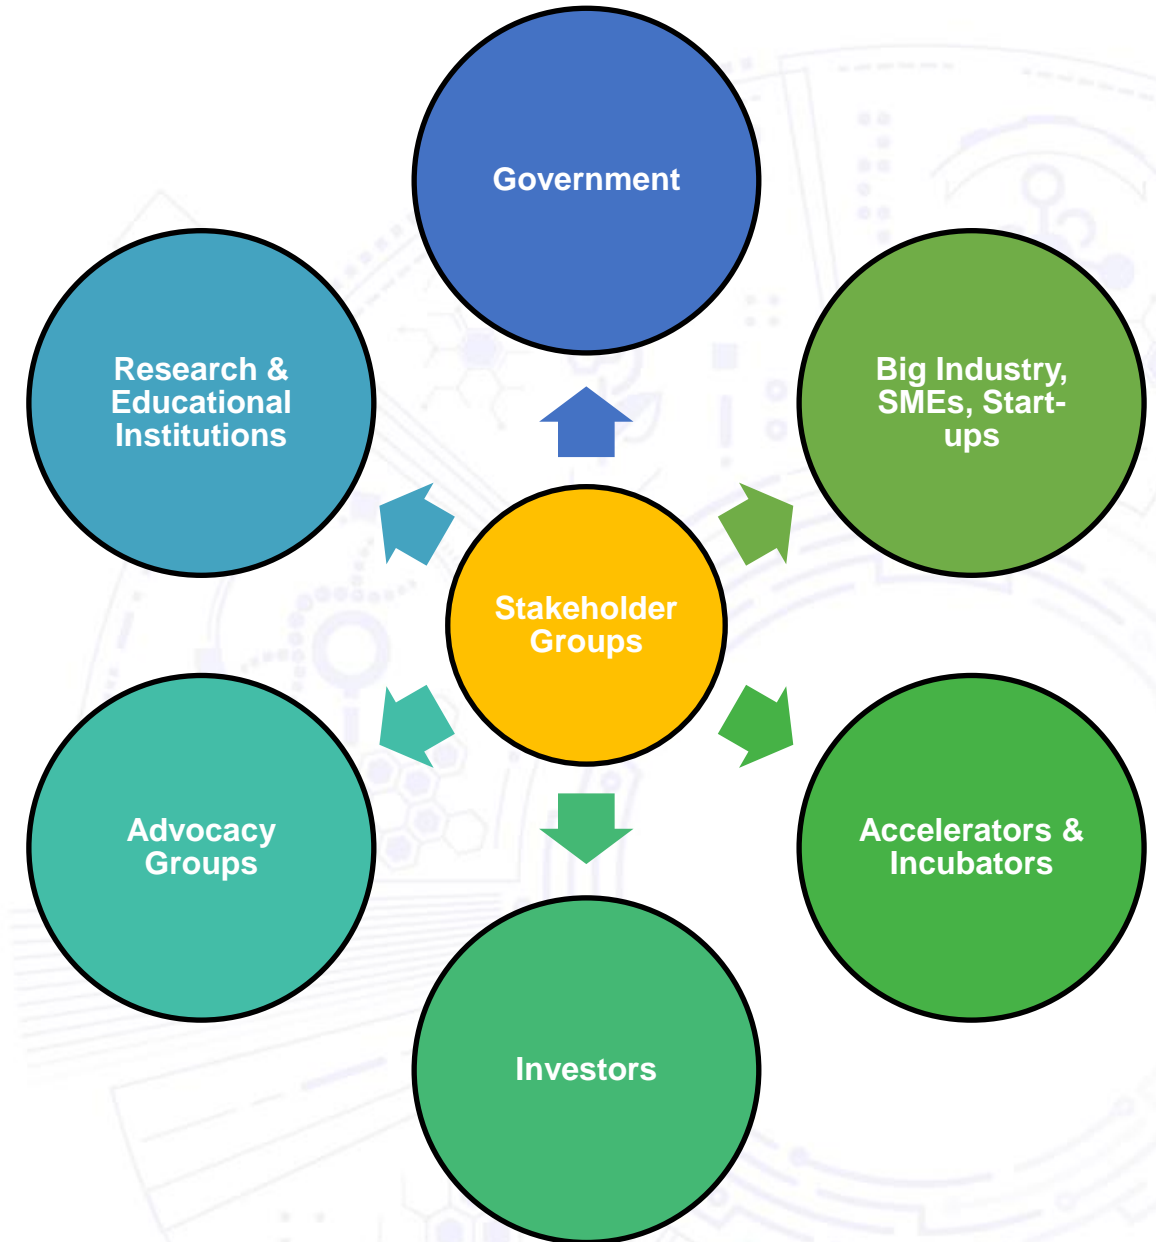 Government
Research &
Educational
Institutions
Big Industry,
SMEs, Start-
ups
Stakeholder
Groups
Advocacy
Groups
Accelerators &
Incubators
Investors